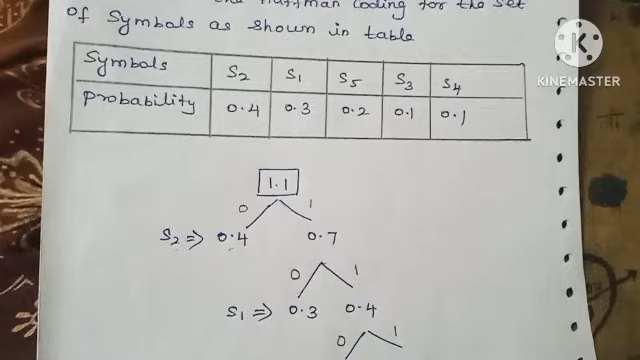 the Huffman Coding for the set
of Symbols as shown in table
Symbols S2 S1 S5 S3 S4
Probability 0.4 0.3 0.2 0.1 0.1
1.1
0 1
S2 ⇒ 0.4 0.7
0 1
S1 ⇒ 0.3 0.4
0 1
KINEMASTER